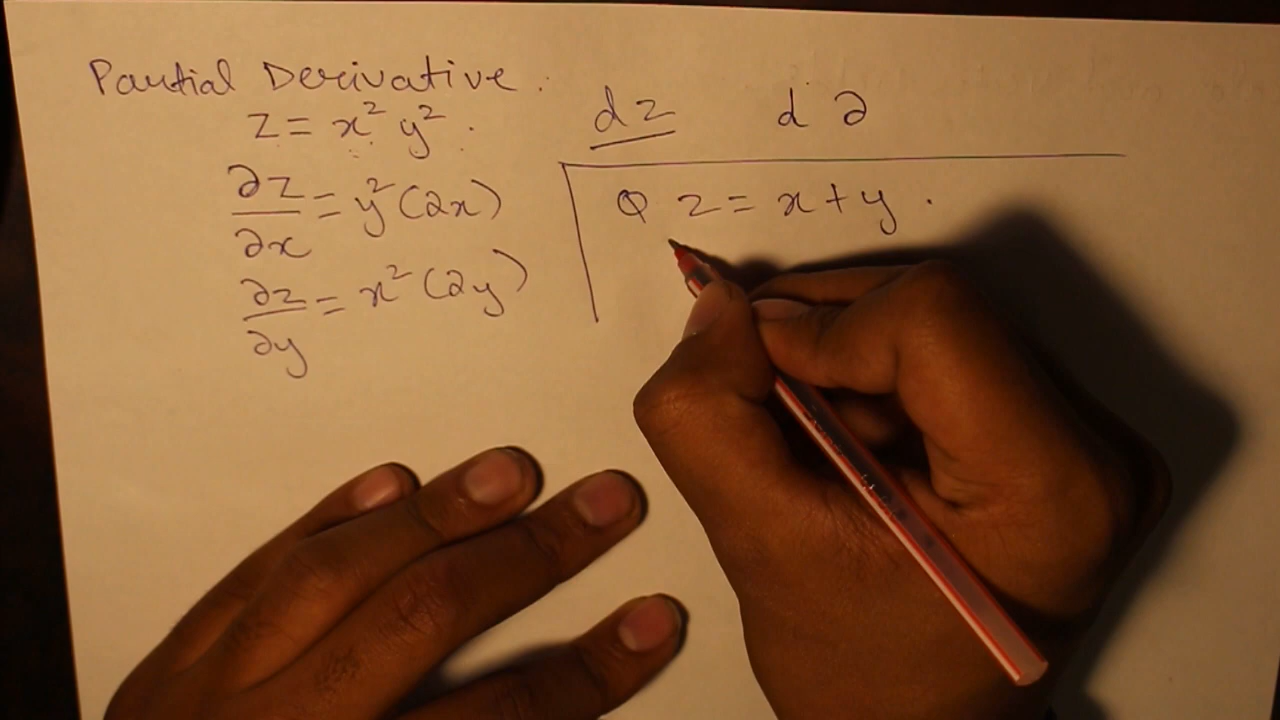 Partial Derivative.
z = x² y².
∂z/∂x = y²(2x)
∂z/∂y = x²(2y)
dz d ∂
Q z = x + y.